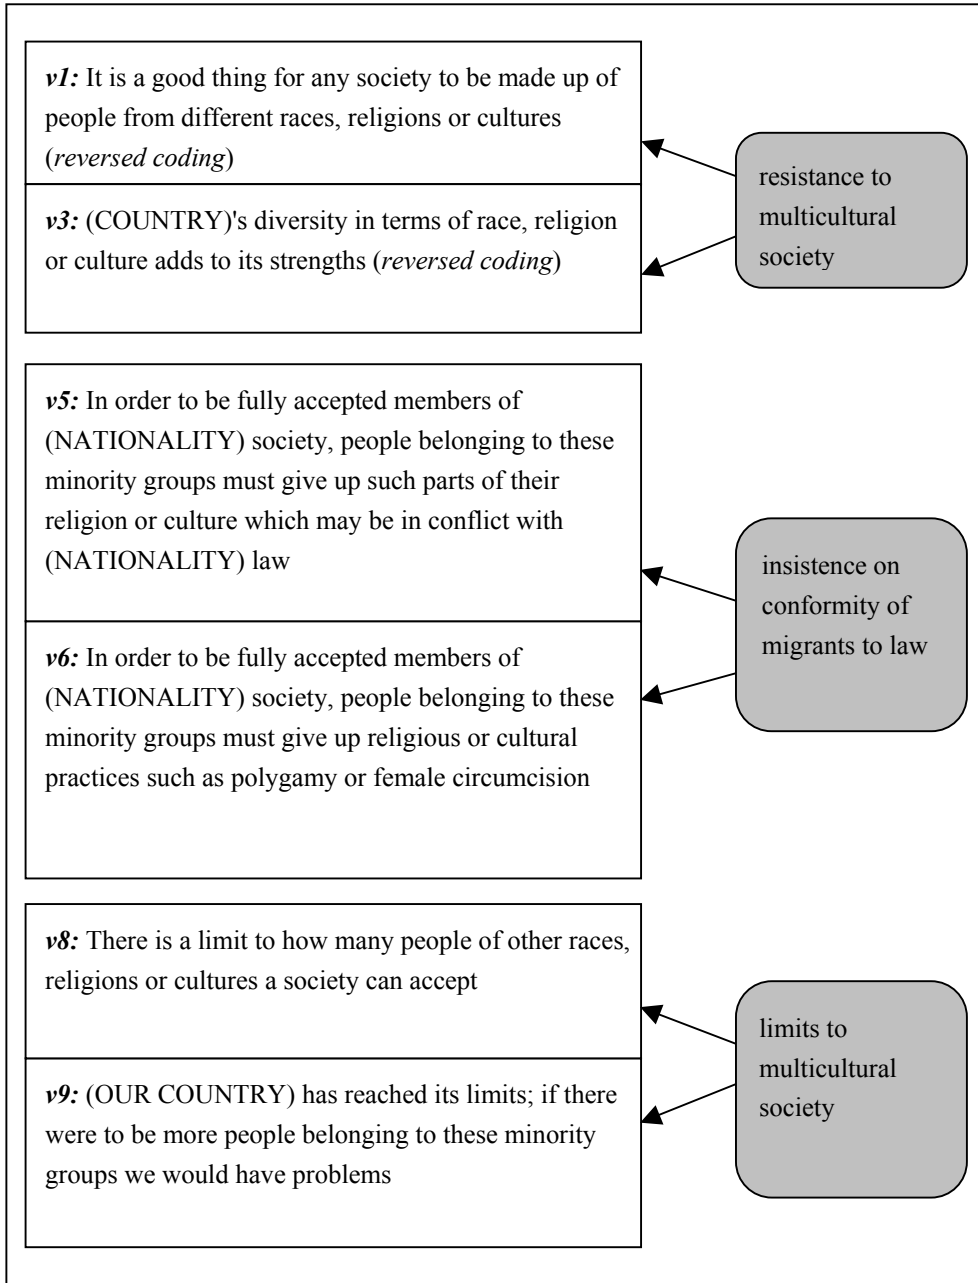 v1: It is a good thing for any society to be made up of
people from different races, religions or cultures
(reversed coding)
v3: (COUNTRY)'s diversity in terms of race, religion
or culture adds to its strengths (reversed coding)
resistance to
multicultural
society
v5: In order to be fully accepted members of
(NATIONALITY) society, people belonging to these
minority groups must give up such parts of their
religion or culture which may be in conflict with
(NATIONALITY) law
v6: In order to be fully accepted members of
(NATIONALITY) society, people belonging to these
minority groups must give up religious or cultural
practices such as polygamy or female circumcision
insistence on
conformity of
migrants to law
v8: There is a limit to how many people of other races,
religions or cultures a society can accept
v9: (OUR COUNTRY) has reached its limits; if there
were to be more people belonging to these minority
groups we would have problems
limits to
multicultural
society